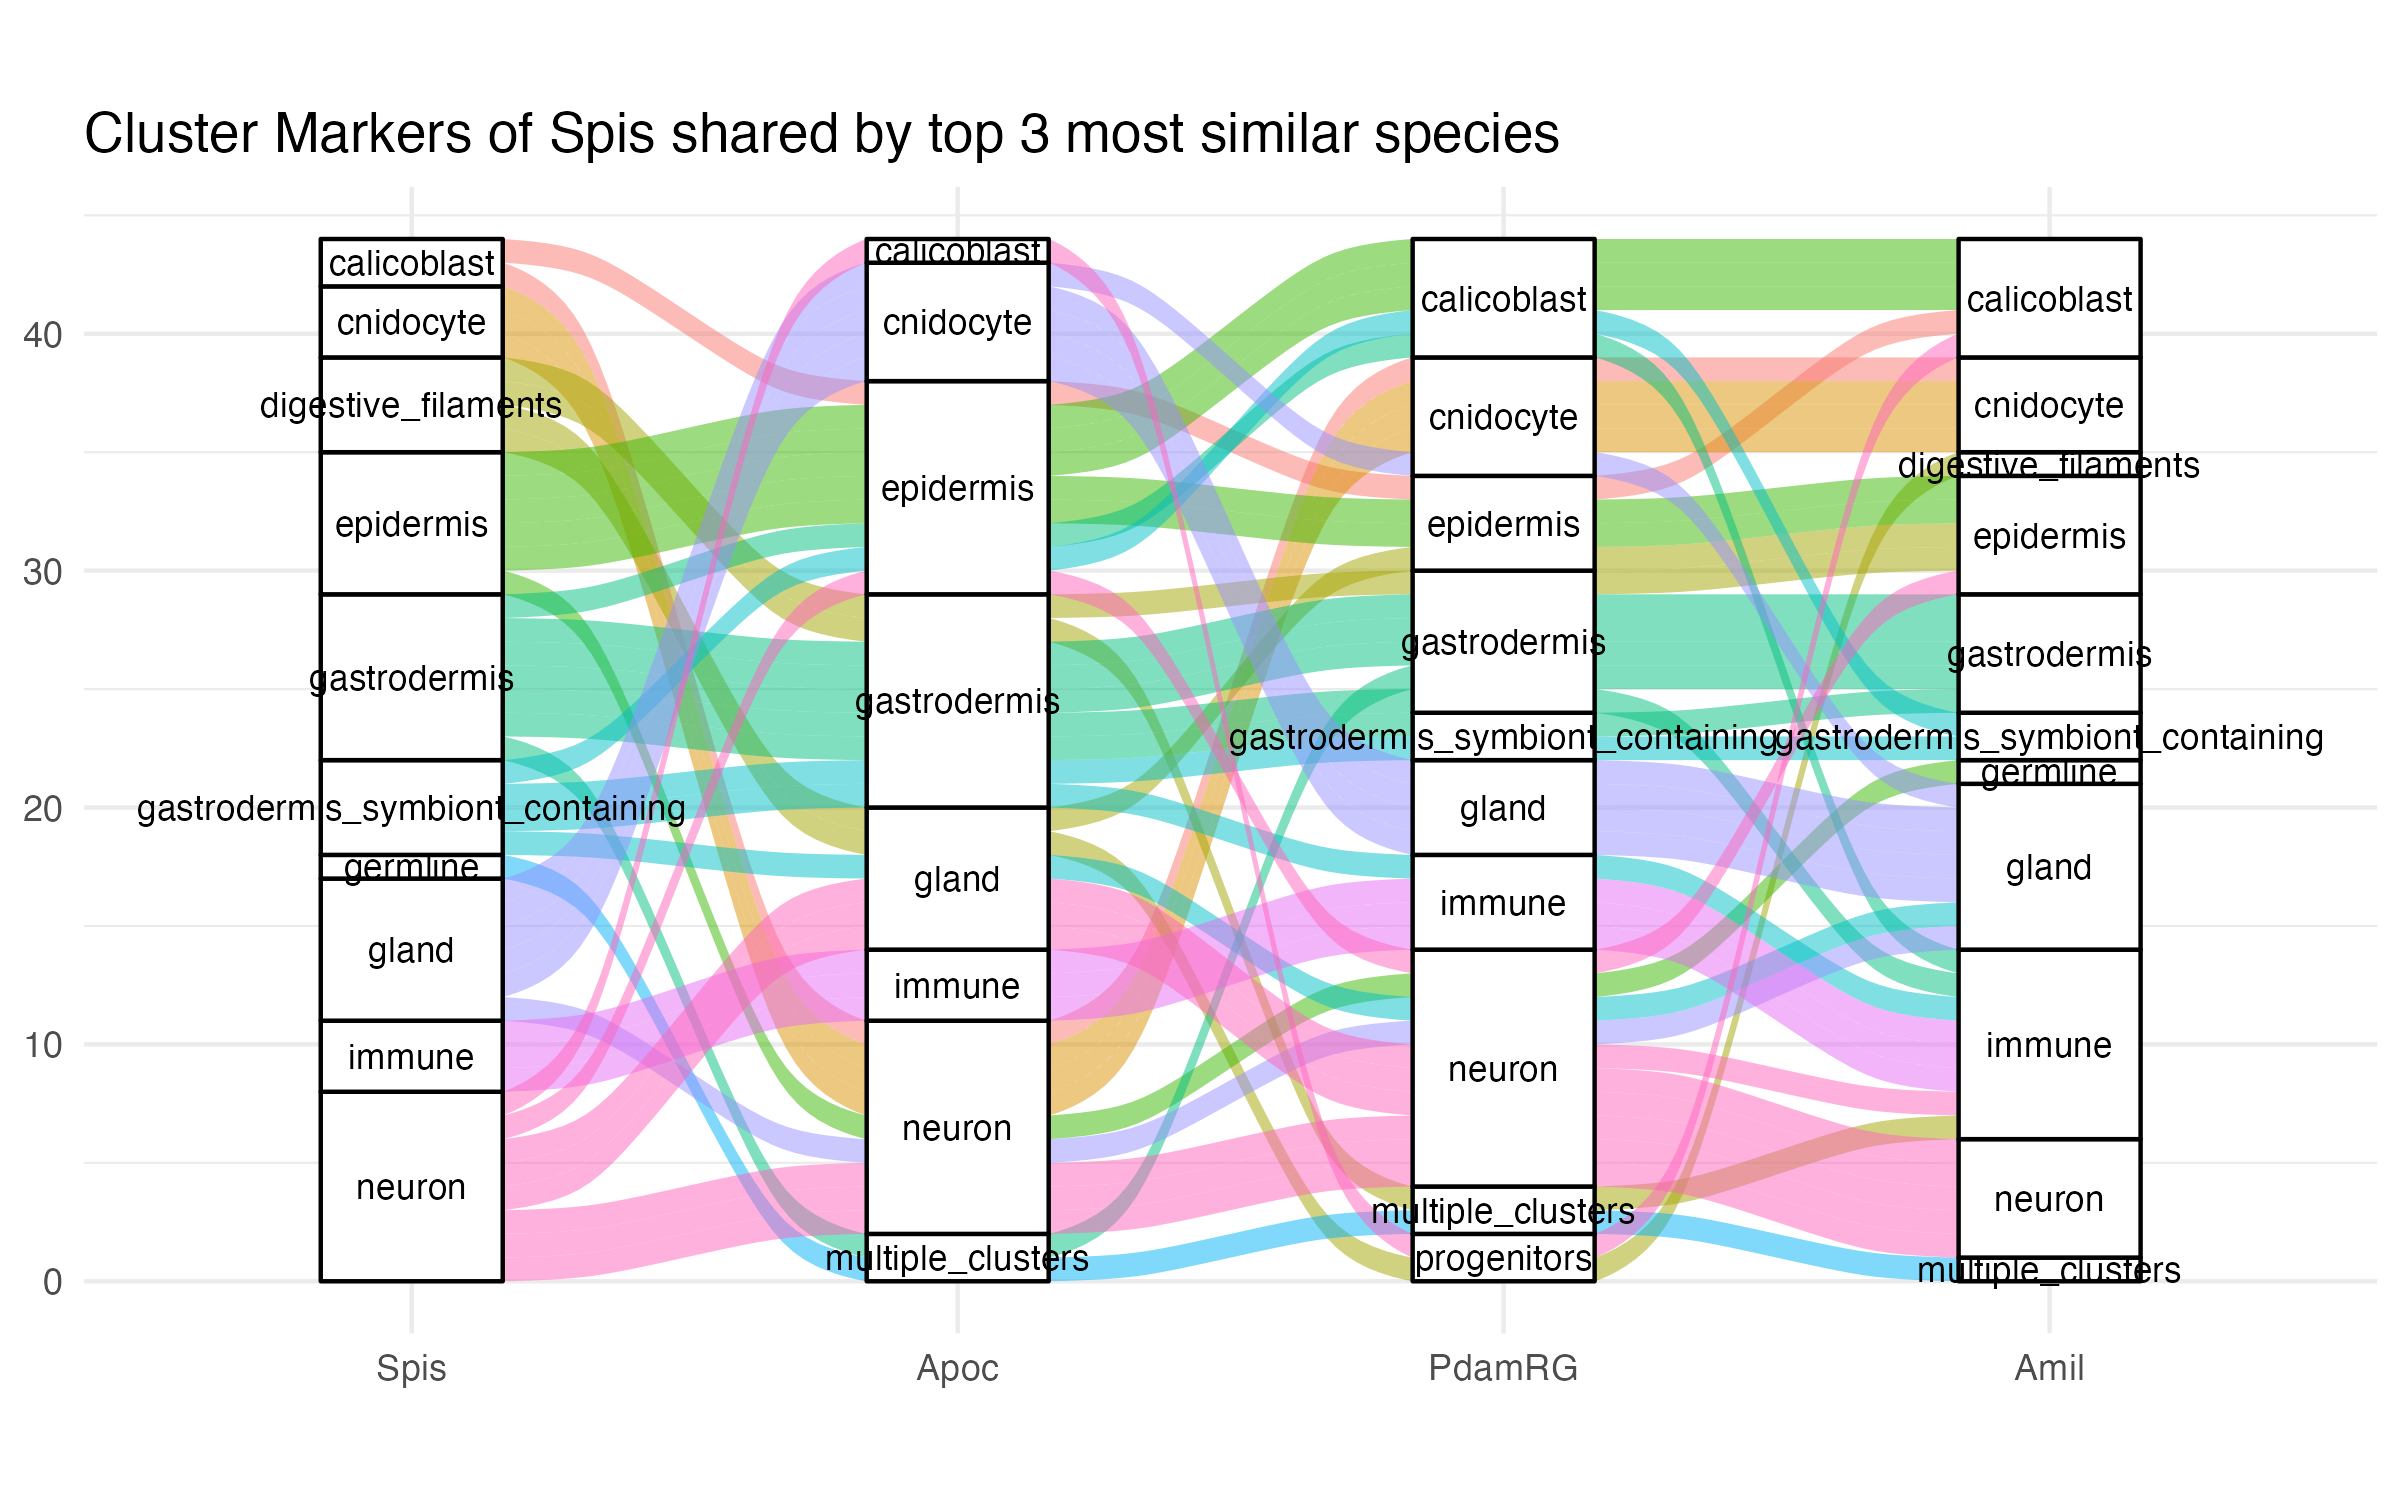 Cluster Markers of Spis shared by top 3 most similar species
40
30
20
10
0
calicoblast
cnidocyte
digestive_filaments
epidermis
gastrodermis
gastrodermis_symbiont_containing
germline
gland
immune
neuron
calicoblast
cnidocyte
epidermis
gastrodermis
gland
immune
neuron
multiple_clusters
calicoblast
cnidocyte
epidermis
gastrodermis
gastrodermis_symbiont_containing
gland
immune
neuron
multiple_clusters
progenitors
calicoblast
cnidocyte
digestive_filaments
epidermis
gastrodermis
gastrodermis_symbiont_containing
germline
gland
immune
neuron
multiple_clusters
Spis
Apoc
PdamRG
Amil